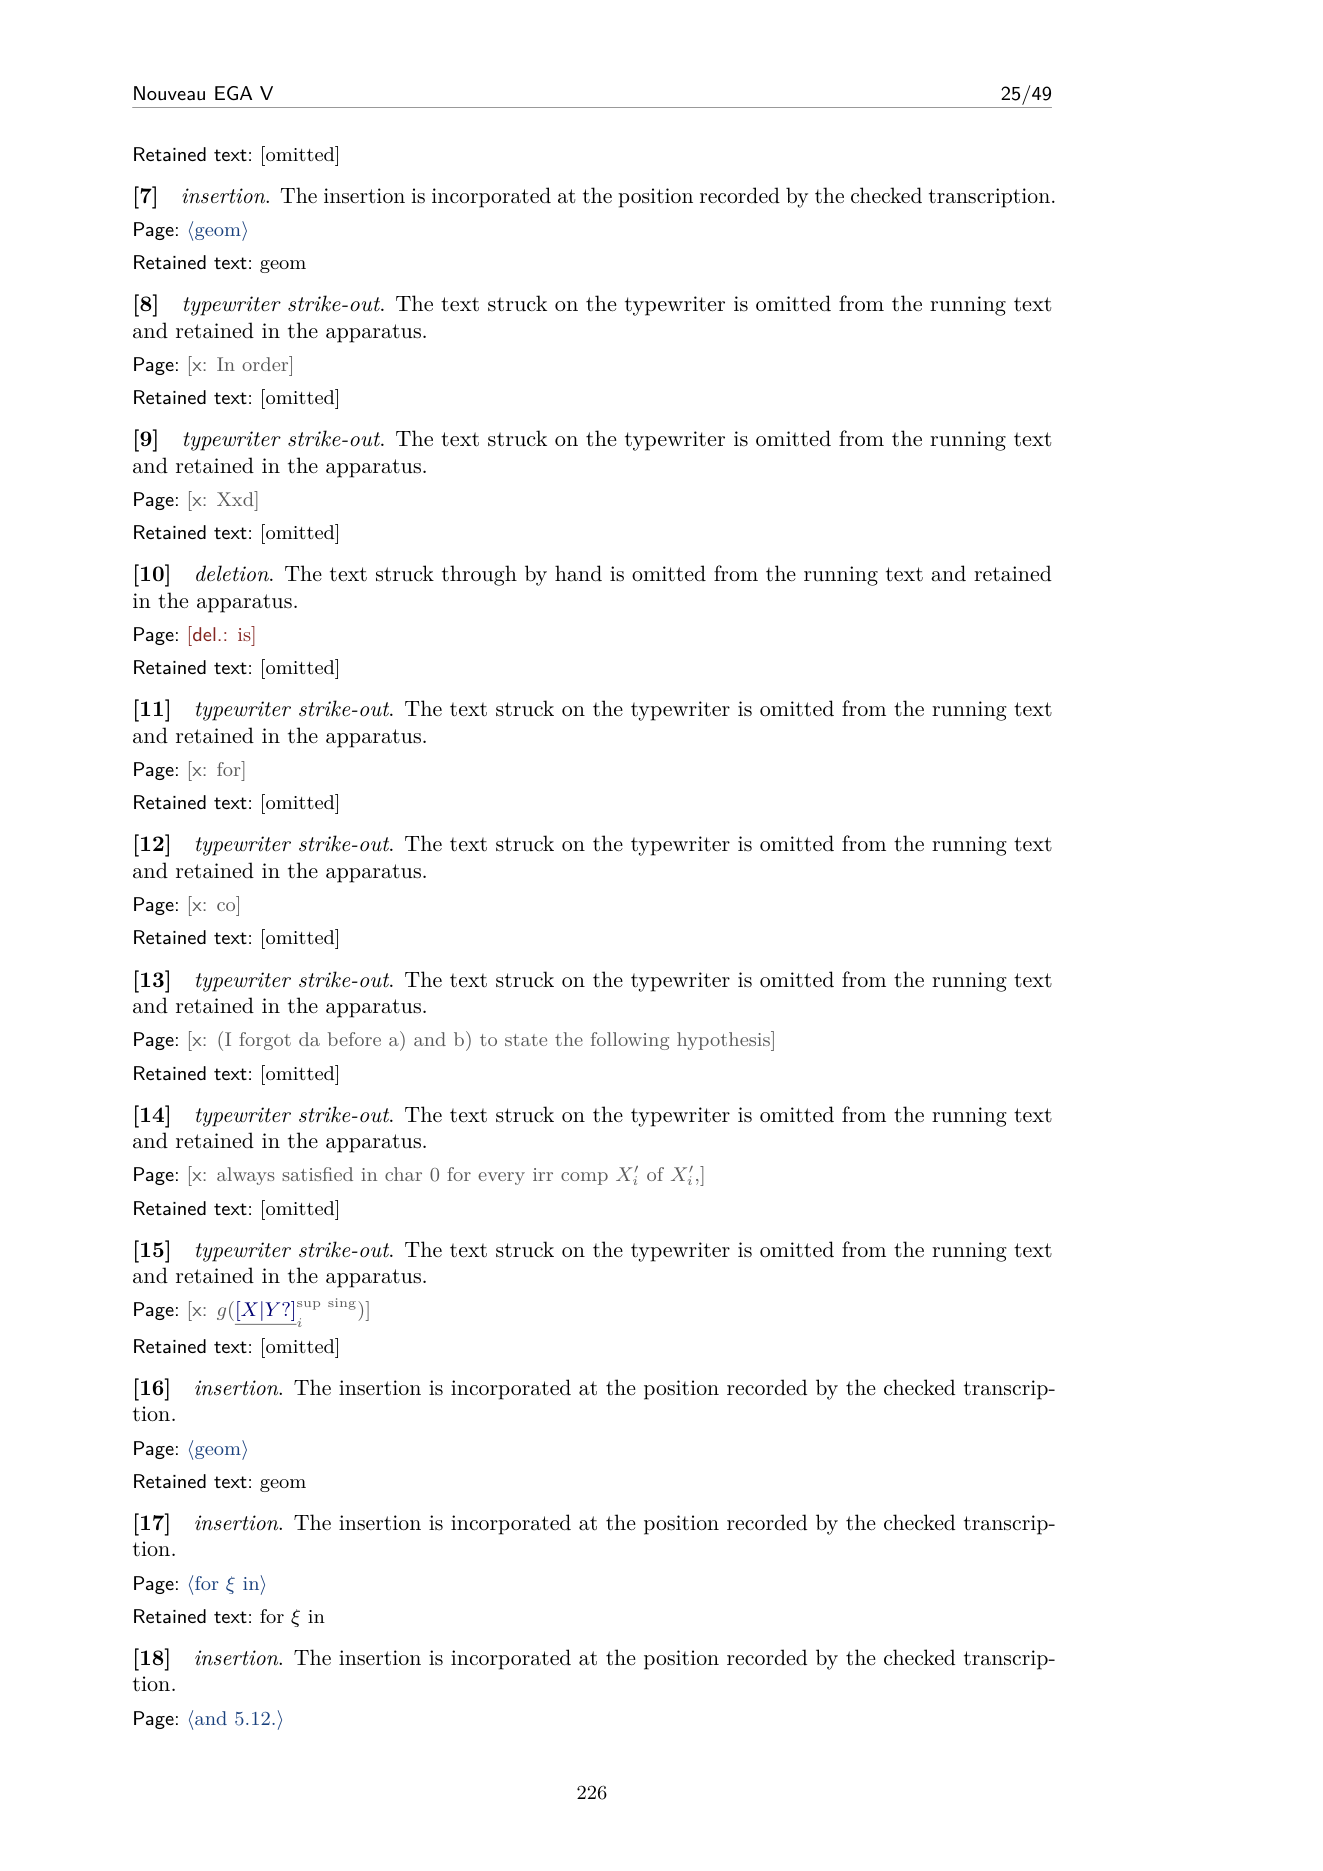 Nouveau EGA V 25/49
Retained text: [omitted]
[7] insertion. The insertion is incorporated at the position recorded by the checked transcription.
Page: ⟨geom⟩
Retained text: geom
[8] typewriter strike-out. The text struck on the typewriter is omitted from the running text
and retained in the apparatus.
Page: [x: In order]
Retained text: [omitted]
[9] typewriter strike-out. The text struck on the typewriter is omitted from the running text
and retained in the apparatus.
Page: [x: Xxd]
Retained text: [omitted]
[10] deletion. The text struck through by hand is omitted from the running text and retained
in the apparatus.
Page: [del.: is]
Retained text: [omitted]
[11] typewriter strike-out. The text struck on the typewriter is omitted from the running text
and retained in the apparatus.
Page: [x: for]
Retained text: [omitted]
[12] typewriter strike-out. The text struck on the typewriter is omitted from the running text
and retained in the apparatus.
Page: [x: co]
Retained text: [omitted]
[13] typewriter strike-out. The text struck on the typewriter is omitted from the running text
and retained in the apparatus.
Page: [x: (I forgot da before a) and b) to state the following hypothesis]
Retained text: [omitted]
[14] typewriter strike-out. The text struck on the typewriter is omitted from the running text
and retained in the apparatus.
Page: [x: always satisfied in char 0 for every irr comp X′_i of X′_i,]
Retained text: [omitted]
[15] typewriter strike-out. The text struck on the typewriter is omitted from the running text
and retained in the apparatus.
Page: [x: g([X|Y?]_i^{sup sing})]
Retained text: [omitted]
[16] insertion. The insertion is incorporated at the position recorded by the checked transcrip-
tion.
Page: ⟨geom⟩
Retained text: geom
[17] insertion. The insertion is incorporated at the position recorded by the checked transcrip-
tion.
Page: ⟨for ξ in⟩
Retained text: for ξ in
[18] insertion. The insertion is incorporated at the position recorded by the checked transcrip-
tion.
Page: ⟨and 5.12.⟩
226